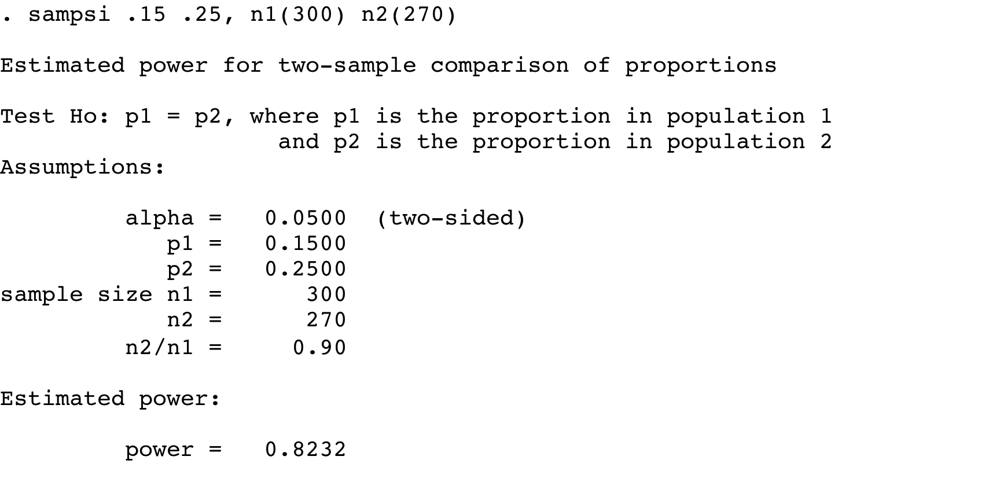 . sampsi .15 .25, n1(300) n2(270)
Estimated power for two-sample comparison of proportions
Test Ho: p1 = p2, where p1 is the proportion in population 1
and p2 is the proportion in population 2
Assumptions:
alpha = 0.0500 (two-sided)
p1 = 0.1500
p2 = 0.2500
sample size n1 = 300
n2 = 270
n2/n1 = 0.90
Estimated power:
power = 0.8232